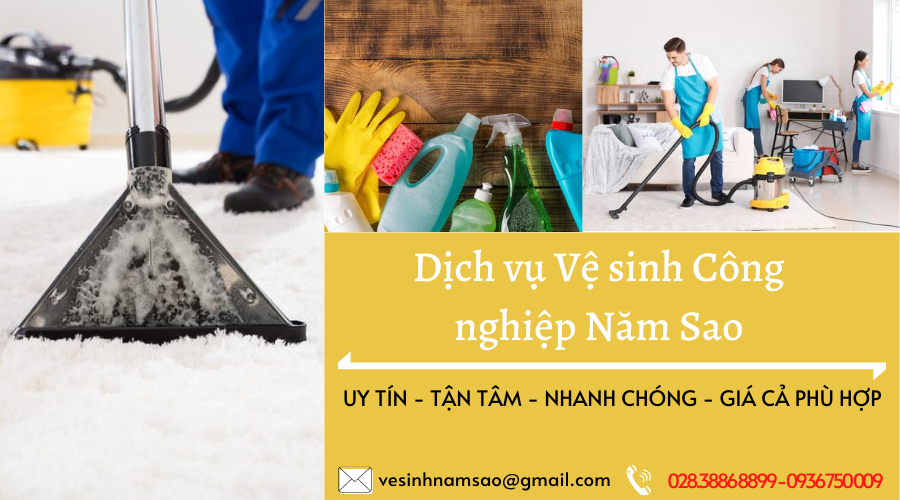 Dịch vụ Vệ sinh Công
nghiệp Năm Sao
UY TÍN - TẬN TÂM - NHANH CHÓNG - GIÁ CẢ PHÙ HỢP
vesinhnamsao@gmail.com
028.38868899-0936750009